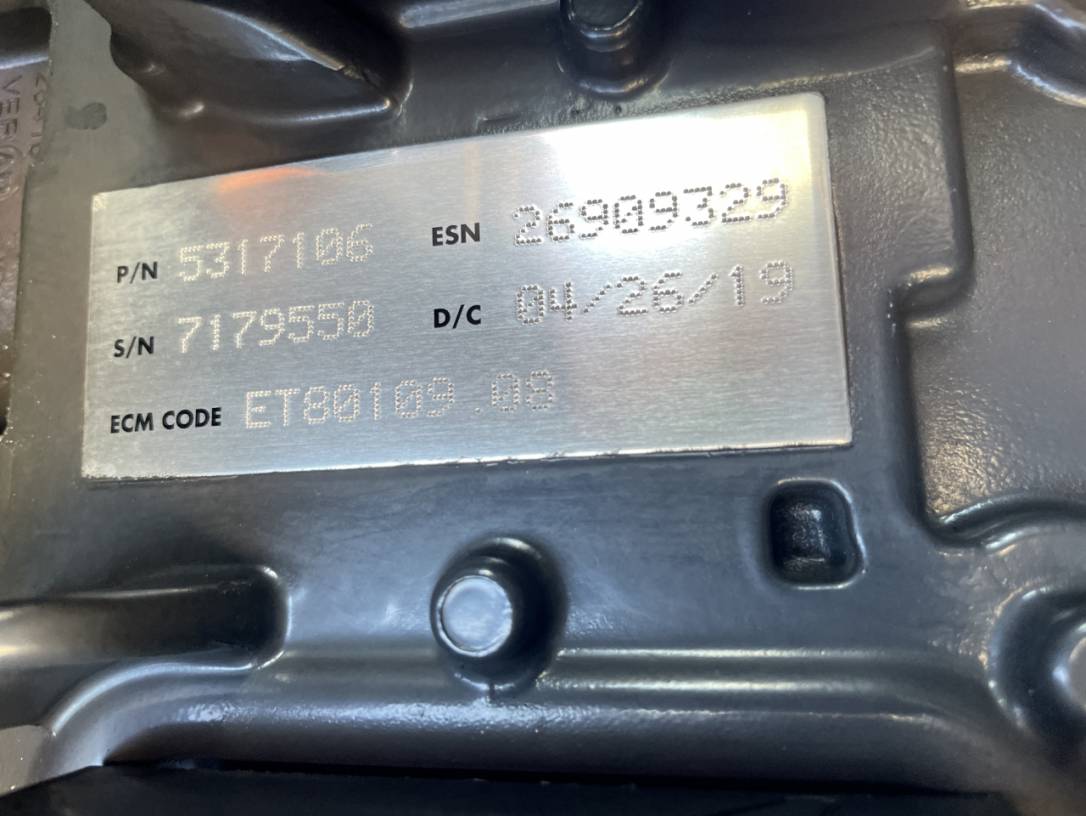 P/N 5317106 ESN 26909329
S/N 7179550 D/C 04/26/19
ECM CODE ET80109.08